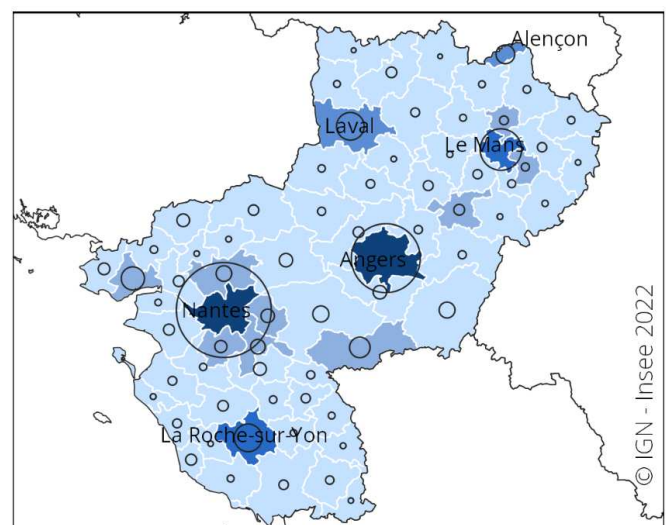 Alençon
Laval
Le Mans
Angers
Nantes
La Roche-sur-Yon
© IGN - Insee 2022